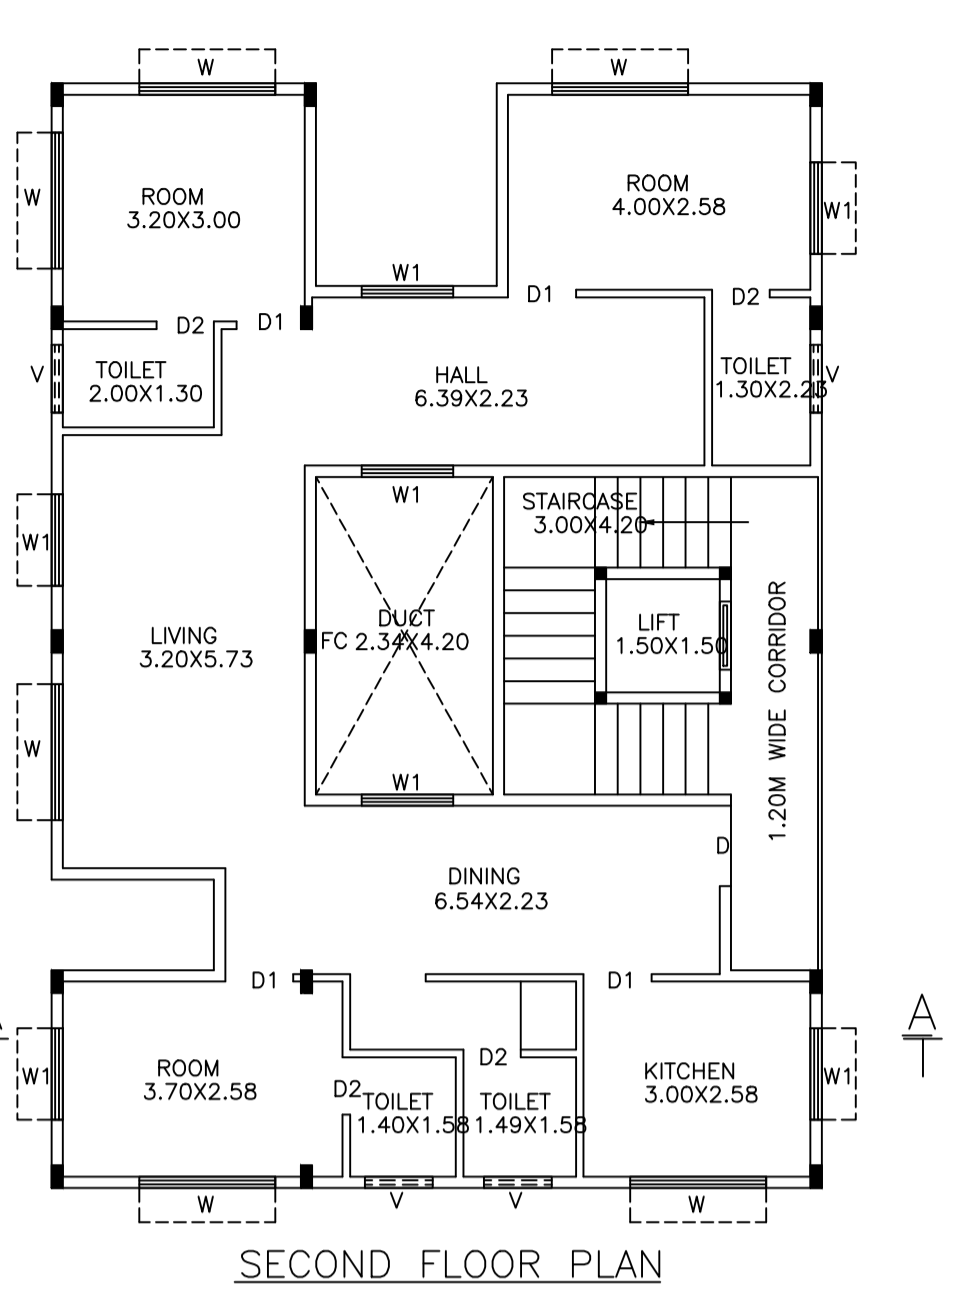 W
W
W
ROOM
3.20X3.00
ROOM
4.00X2.58
W1
W1
D1
D2
D2
D1
V
TOILET
2.00X1.30
HALL
6.39X2.23
TOILET
1.30X2.23
V
W1
STAIRCASE
3.00X4.20
W1
LIVING
3.20X5.73
DUCT
FC 2.34X4.20
LIFT
1.50X1.50
1.20M WIDE CORRIDOR
W
W1
D
DINING
6.54X2.23
D1
D1
A
W1
ROOM
3.70X2.58
D2
D2
TOILET
1.40X1.58
TOILET
1.49X1.58
KITCHEN
3.00X2.58
W1
W
V
V
W
SECOND FLOOR PLAN